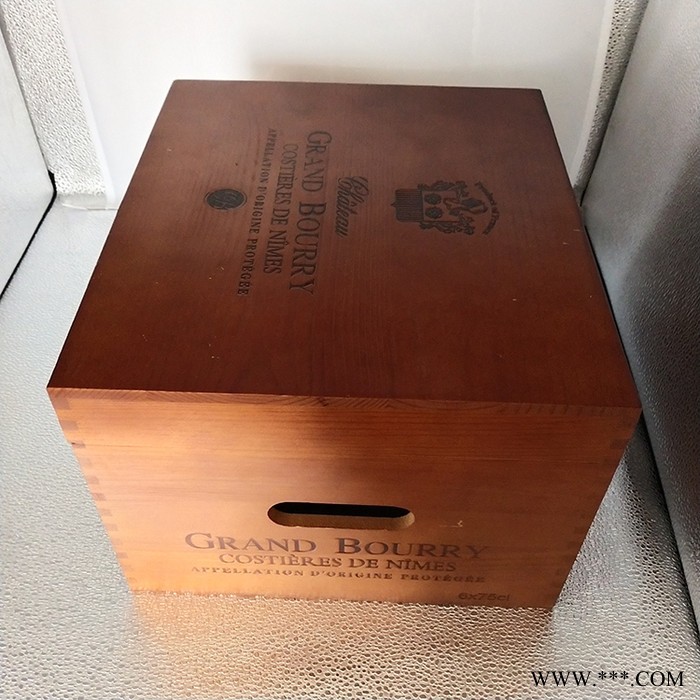 Château
GRAND BOURRY
COSTIÈRES DE NÎMES
APPELLATION D'ORIGINE PROTÉGÉE
GRAND BOURRY
COSTIÈRES DE NÎMES
APPELLATION D'ORIGINE PROTÉGÉE
6x75cl
WWW.***.COM